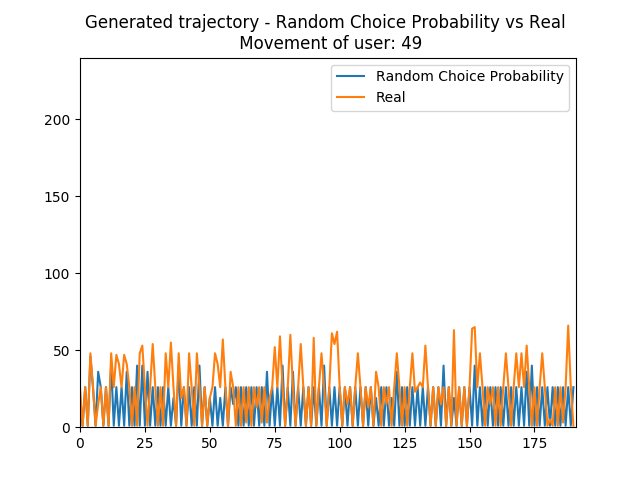 Generated trajectory - Random Choice Probability vs Real
Movement of user: 49
Random Choice Probability
Real
200
150
100
50
0
0 25 50 75 100 125 150 175